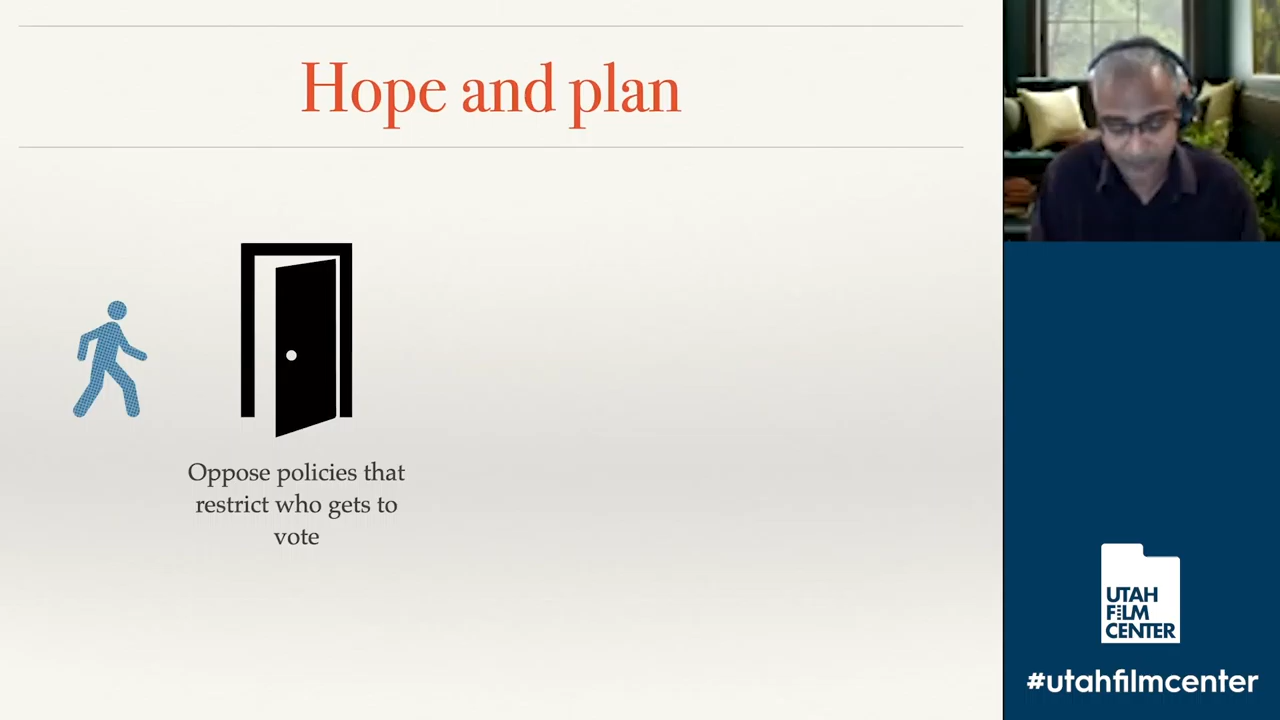 Hope and plan
Oppose policies that
restrict who gets to
vote
UTAH
FILM
CENTER
#utahfilmcenter